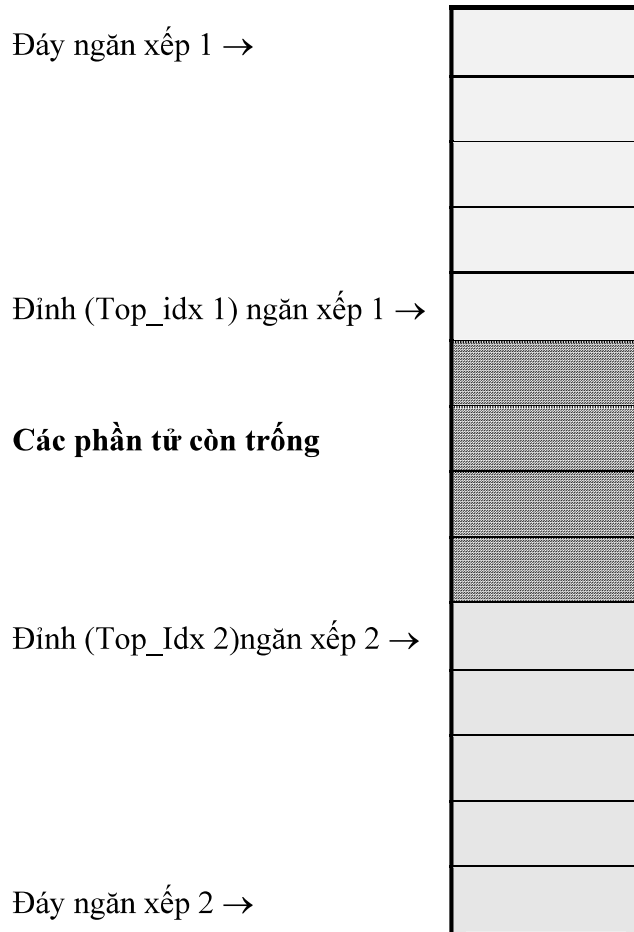 Đáy ngăn xếp 1 →
Đỉnh (Top_idx 1) ngăn xếp 1 →
Các phần tử còn trống
Đỉnh (Top_Idx 2)ngăn xếp 2 →
Đáy ngăn xếp 2 →